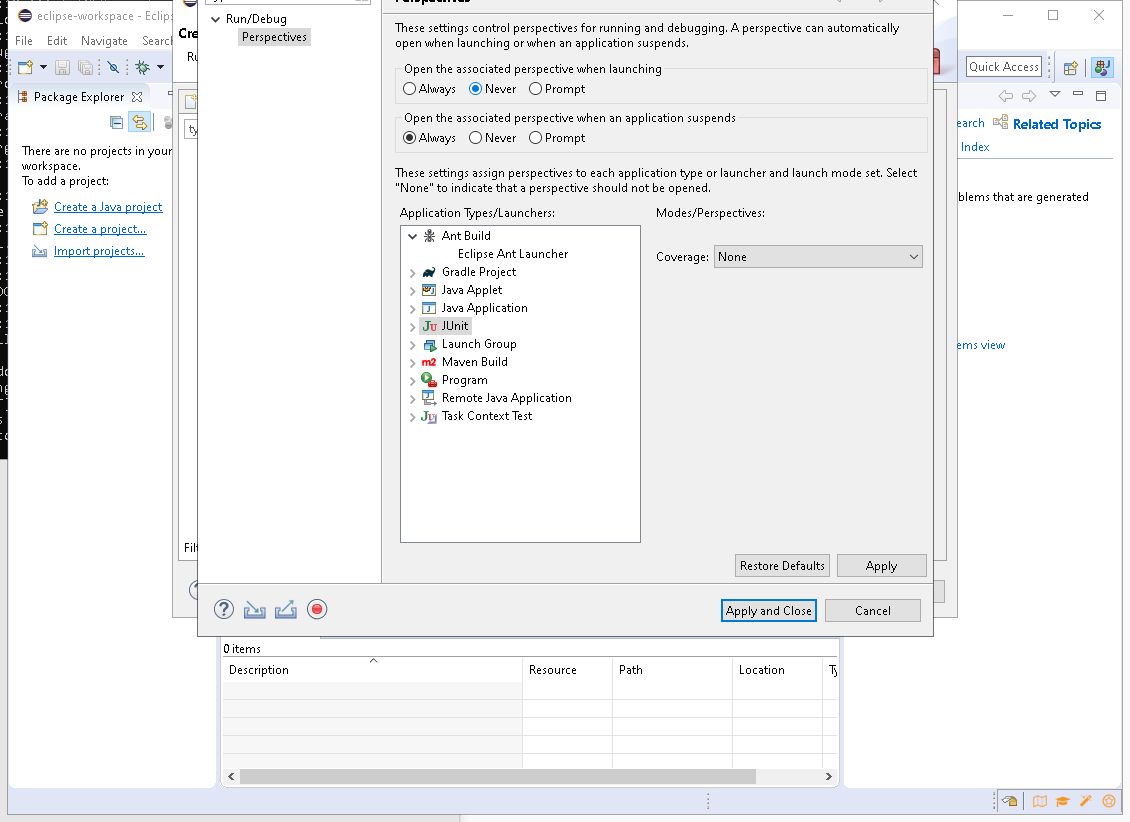 eclipse-workspace - Eclips
File Edit Navigate Search
Quick Access
Package Explorer
There are no projects in your
workspace.
To add a project:
Create a Java project
Create a project...
Import projects...
Cre
Ru
ty
Filt
Run/Debug
Perspectives
Perspectives
These settings control perspectives for running and debugging. A perspective can automatically
open when launching or when an application suspends.
Open the associated perspective when launching
Always Never Prompt
Open the associated perspective when an application suspends
Always Never Prompt
These settings assign perspectives to each application type or launcher and launch mode set. Select
"None" to indicate that a perspective should not be opened.
Application Types/Launchers:
Ant Build
Eclipse Ant Launcher
Gradle Project
Java Applet
Java Application
Ju JUnit
Launch Group
m2 Maven Build
Program
Remote Java Application
Ju Task Context Test
Modes/Perspectives:
Coverage: None
Restore Defaults Apply
Apply and Close Cancel
earch Related Topics
Index
blems that are generated
ems view
0 items
Description Resource Path Location Ty